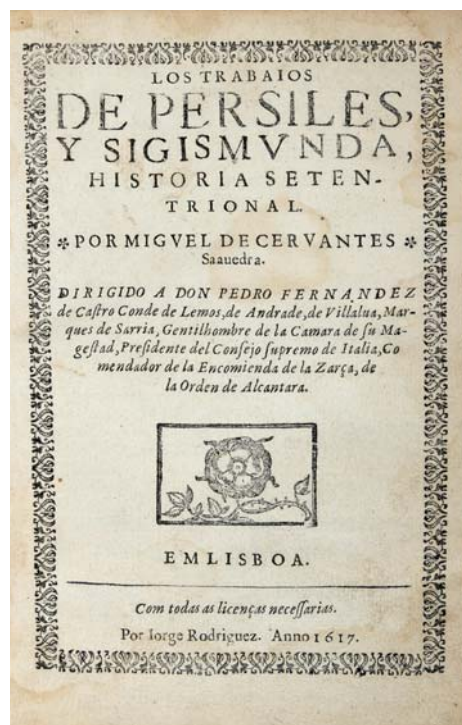 LOS TRABAIOS
DE PERSILES,
Y SIGISMVNDA,
HISTORIA SETEN-
TRIONAL.
PORMIGVEL DE CERVANTES
Saauedra.
DIRIGIDO A DON PEDRO FERNANDEZ
de Caſtro Conde de Lemos, de Andrade, de Villalua, Mar-
ques de Sarria, Gentilhombre de la Camara de ſu Ma-
geſtad, Preſidente del Conſejo ſupremo de Italia, Co
mendador de la Encomienda de la Zarça, de
la Orden de Alcantara.
EM LISBOA.
Com todas as licenças neceſſarias.
Por Iorge Rodriguez. Anno 1617.